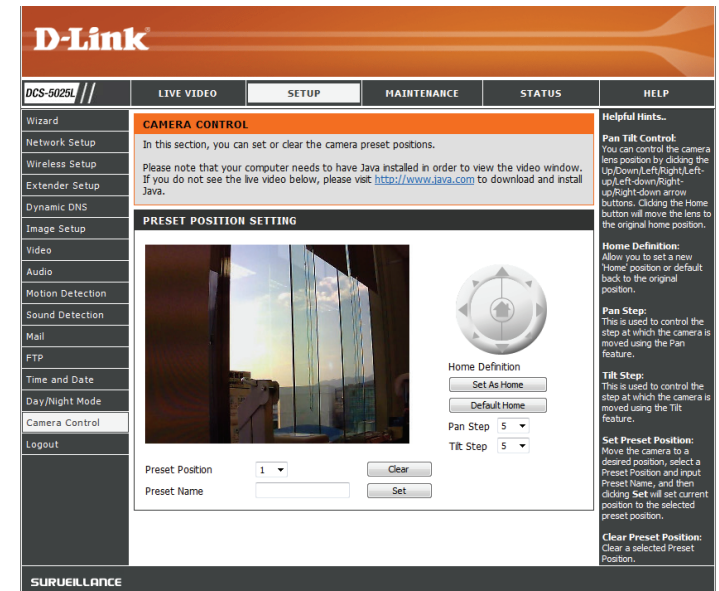 D-Link
DCS-5025L
LIVE VIDEO
SETUP
MAINTENANCE
STATUS
HELP
Wizard
Network Setup
Wireless Setup
Extender Setup
Dynamic DNS
Image Setup
Video
Audio
Motion Detection
Sound Detection
Mail
FTP
Time and Date
Day/Night Mode
Camera Control
Logout
CAMERA CONTROL
In this section, you can set or clear the camera preset positions.
Please note that your computer needs to have Java installed in order to view the video window.
If you do not see the live video below, please visit http://www.java.com to download and install
Java.
PRESET POSITION SETTING
Home Definition
Set As Home
Default Home
Pan Step 5
Tilt Step 5
Preset Position 1 Clear
Preset Name Set
Helpful Hints..
Pan Tilt Control:
You can control the camera
lens position by clicking the
Up/Down/Left/Right/Left-
up/Left-down/Right-
up/Right-down arrow
buttons. Clicking the Home
button will move the lens to
the original home position.
Home Definition:
Allow you to set a new
'Home' position or default
back to the original
position.
Pan Step:
This is used to control the
step at which the camera is
moved using the Pan
feature.
Tilt Step:
This is used to control the
step at which the camera is
moved using the Tilt
feature.
Set Preset Position:
Move the camera to a
desired position, select a
Preset Position and input
Preset Name, and then
clicking Set will set current
position to the selected
preset position.
Clear Preset Position:
Clear a selected Preset
Position.
SURVEILLANCE